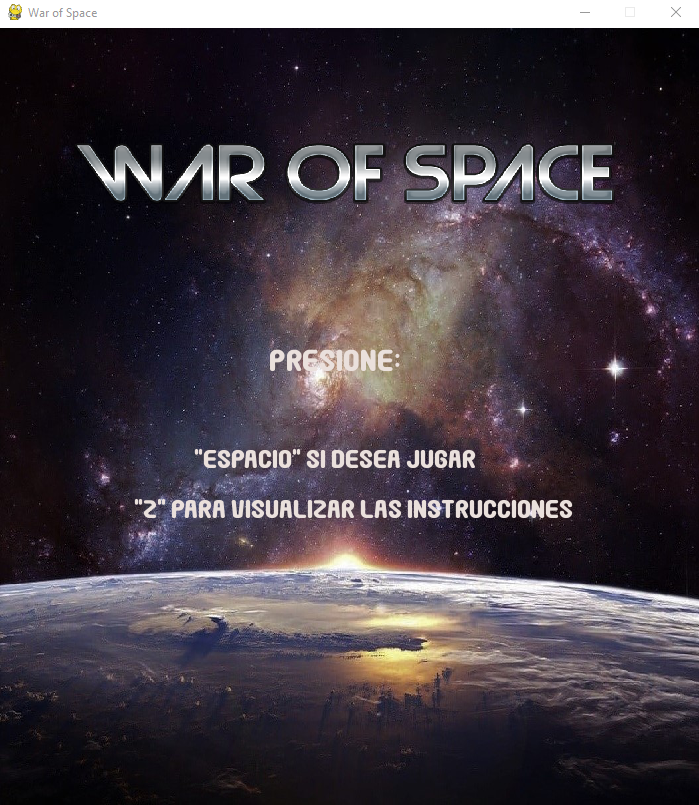 War of Space
WAR OF SPACE
PRESIONE:
"ESPACIO" SI DESEA JUGAR
"Z" PARA VISUALIZAR LAS INSTRUCCIONES